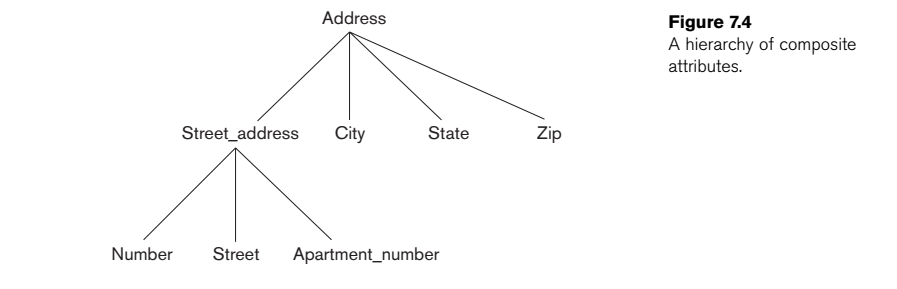 Address
Figure 7.4
A hierarchy of composite
attributes.
Street_address City State Zip
Number Street Apartment_number